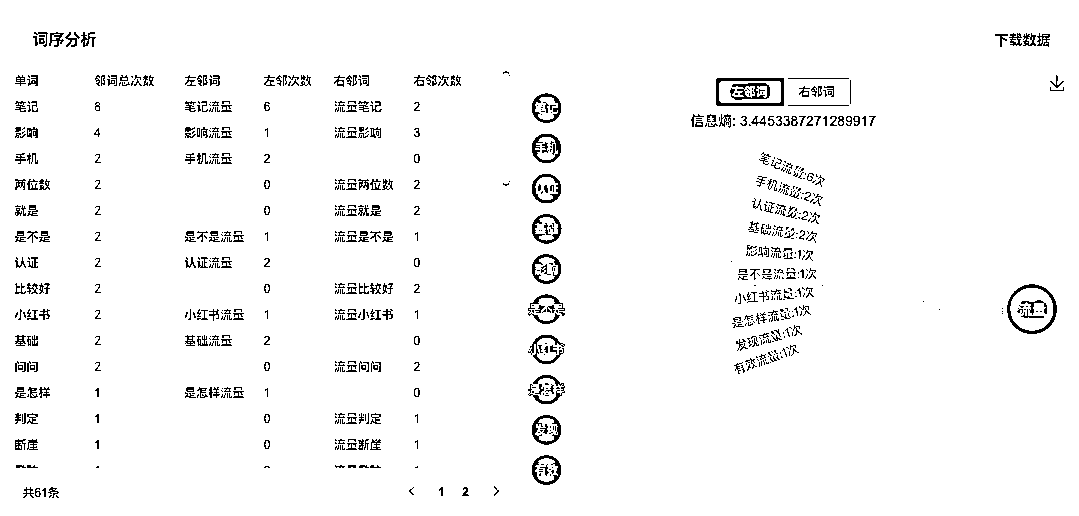 词序分析
下载数据
单词 邻词总次数 左邻词 左邻次数 右邻词 右邻次数
笔记 8 笔记流量 6 流量笔记 2
影响 4 影响流量 1 流量影响 3
手机 2 手机流量 2 0
两位数 2 0 流量两位数 2
就是 2 0 流量就是 2
是不是 2 是不是流量 1 流量是不是 1
认证 2 认证流量 2 0
比较好 2 0 流量比较好 2
小红书 2 小红书流量 1 流量小红书 1
基础 2 基础流量 2 0
问问 2 0 流量问问 2
是怎样 1 是怎样流量 1 0
判定 1 0 流量判定 1
断崖 1 0 流量断崖 1
共61条
1 2
左邻词 右邻词
信息熵: 3.4453387271289917
笔记
手机
认证
基础
影响
是不是
小红书
是怎样
发现
有效
笔记流量:6次
手机流量:2次
认证流量:2次
基础流量:2次
影响流量:1次
是不是流量:1次
小红书流量:1次
是怎样流量:1次
发现流量:1次
有效流量:1次
流量